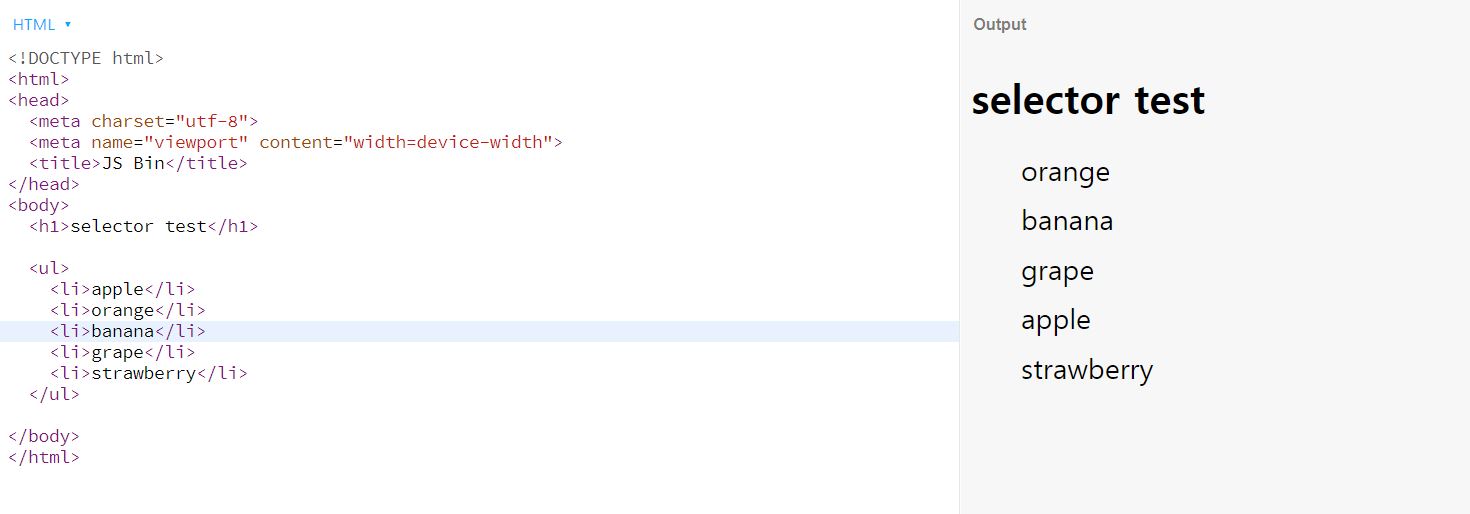 HTML ▾
<!DOCTYPE html>
<html>
<head>
  <meta charset="utf-8">
  <meta name="viewport" content="width=device-width">
  <title>JS Bin</title>
</head>
<body>
  <h1>selector test</h1>
  <ul>
    <li>apple</li>
    <li>orange</li>
    <li>banana</li>
    <li>grape</li>
    <li>strawberry</li>
  </ul>
</body>
</html>
Output
selector test
orange
banana
grape
apple
strawberry